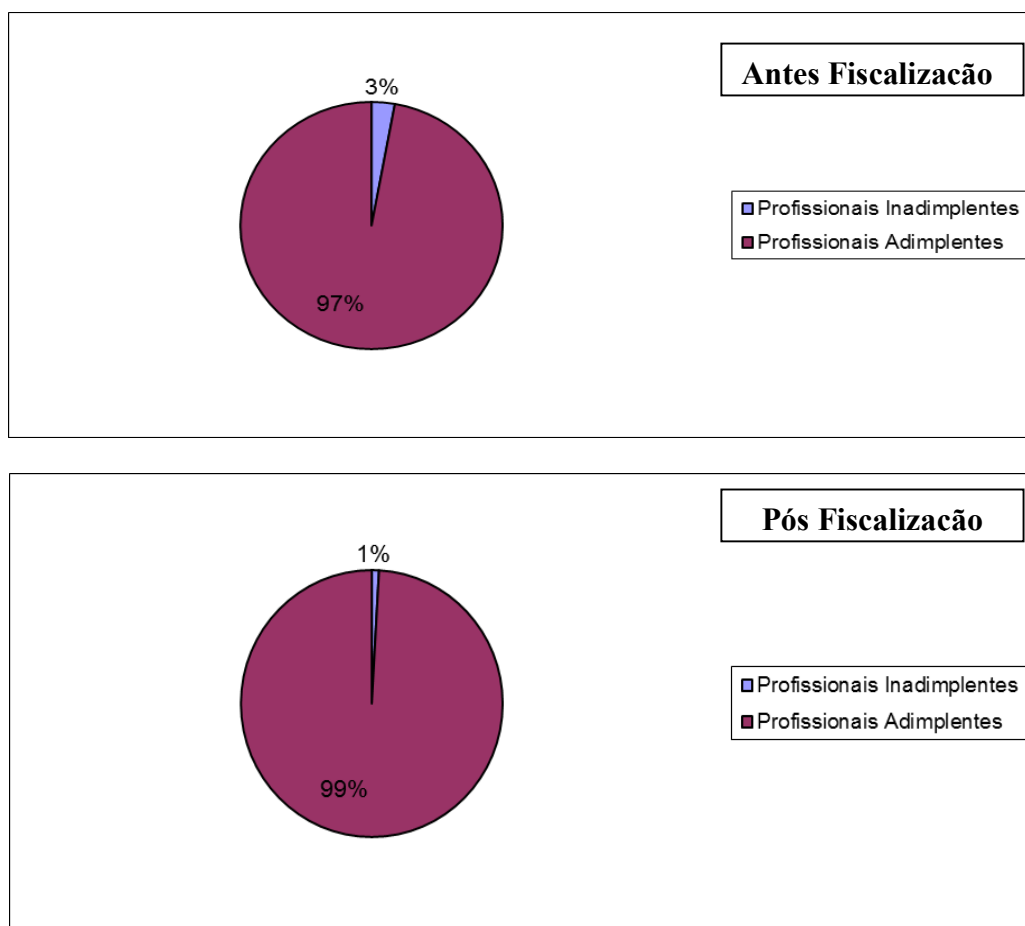 Antes Fiscalizacão
3%
97%
Profissionais Inadimplentes
Profissionais Adimplentes
Pós Fiscalizacão
1%
99%
Profissionais Inadimplentes
Profissionais Adimplentes